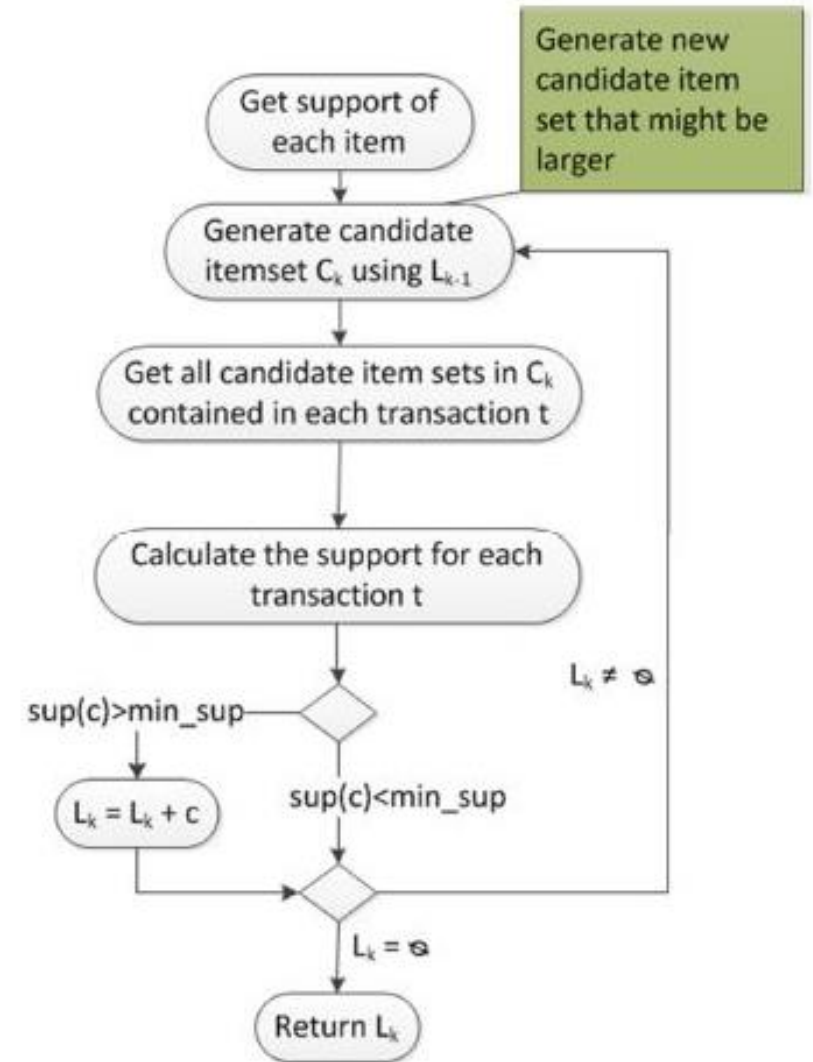 Generate new
candidate item
set that might be
larger
Get support of
each item
Generate candidate
itemset Cₖ using Lₖ₋₁
Get all candidate item sets in Cₖ
contained in each transaction t
Calculate the support for each
transaction t
Lₖ ≠ ∅
sup(c)>min_sup
sup(c)<min_sup
Lₖ = Lₖ + c
Lₖ = ∅
Return Lₖ